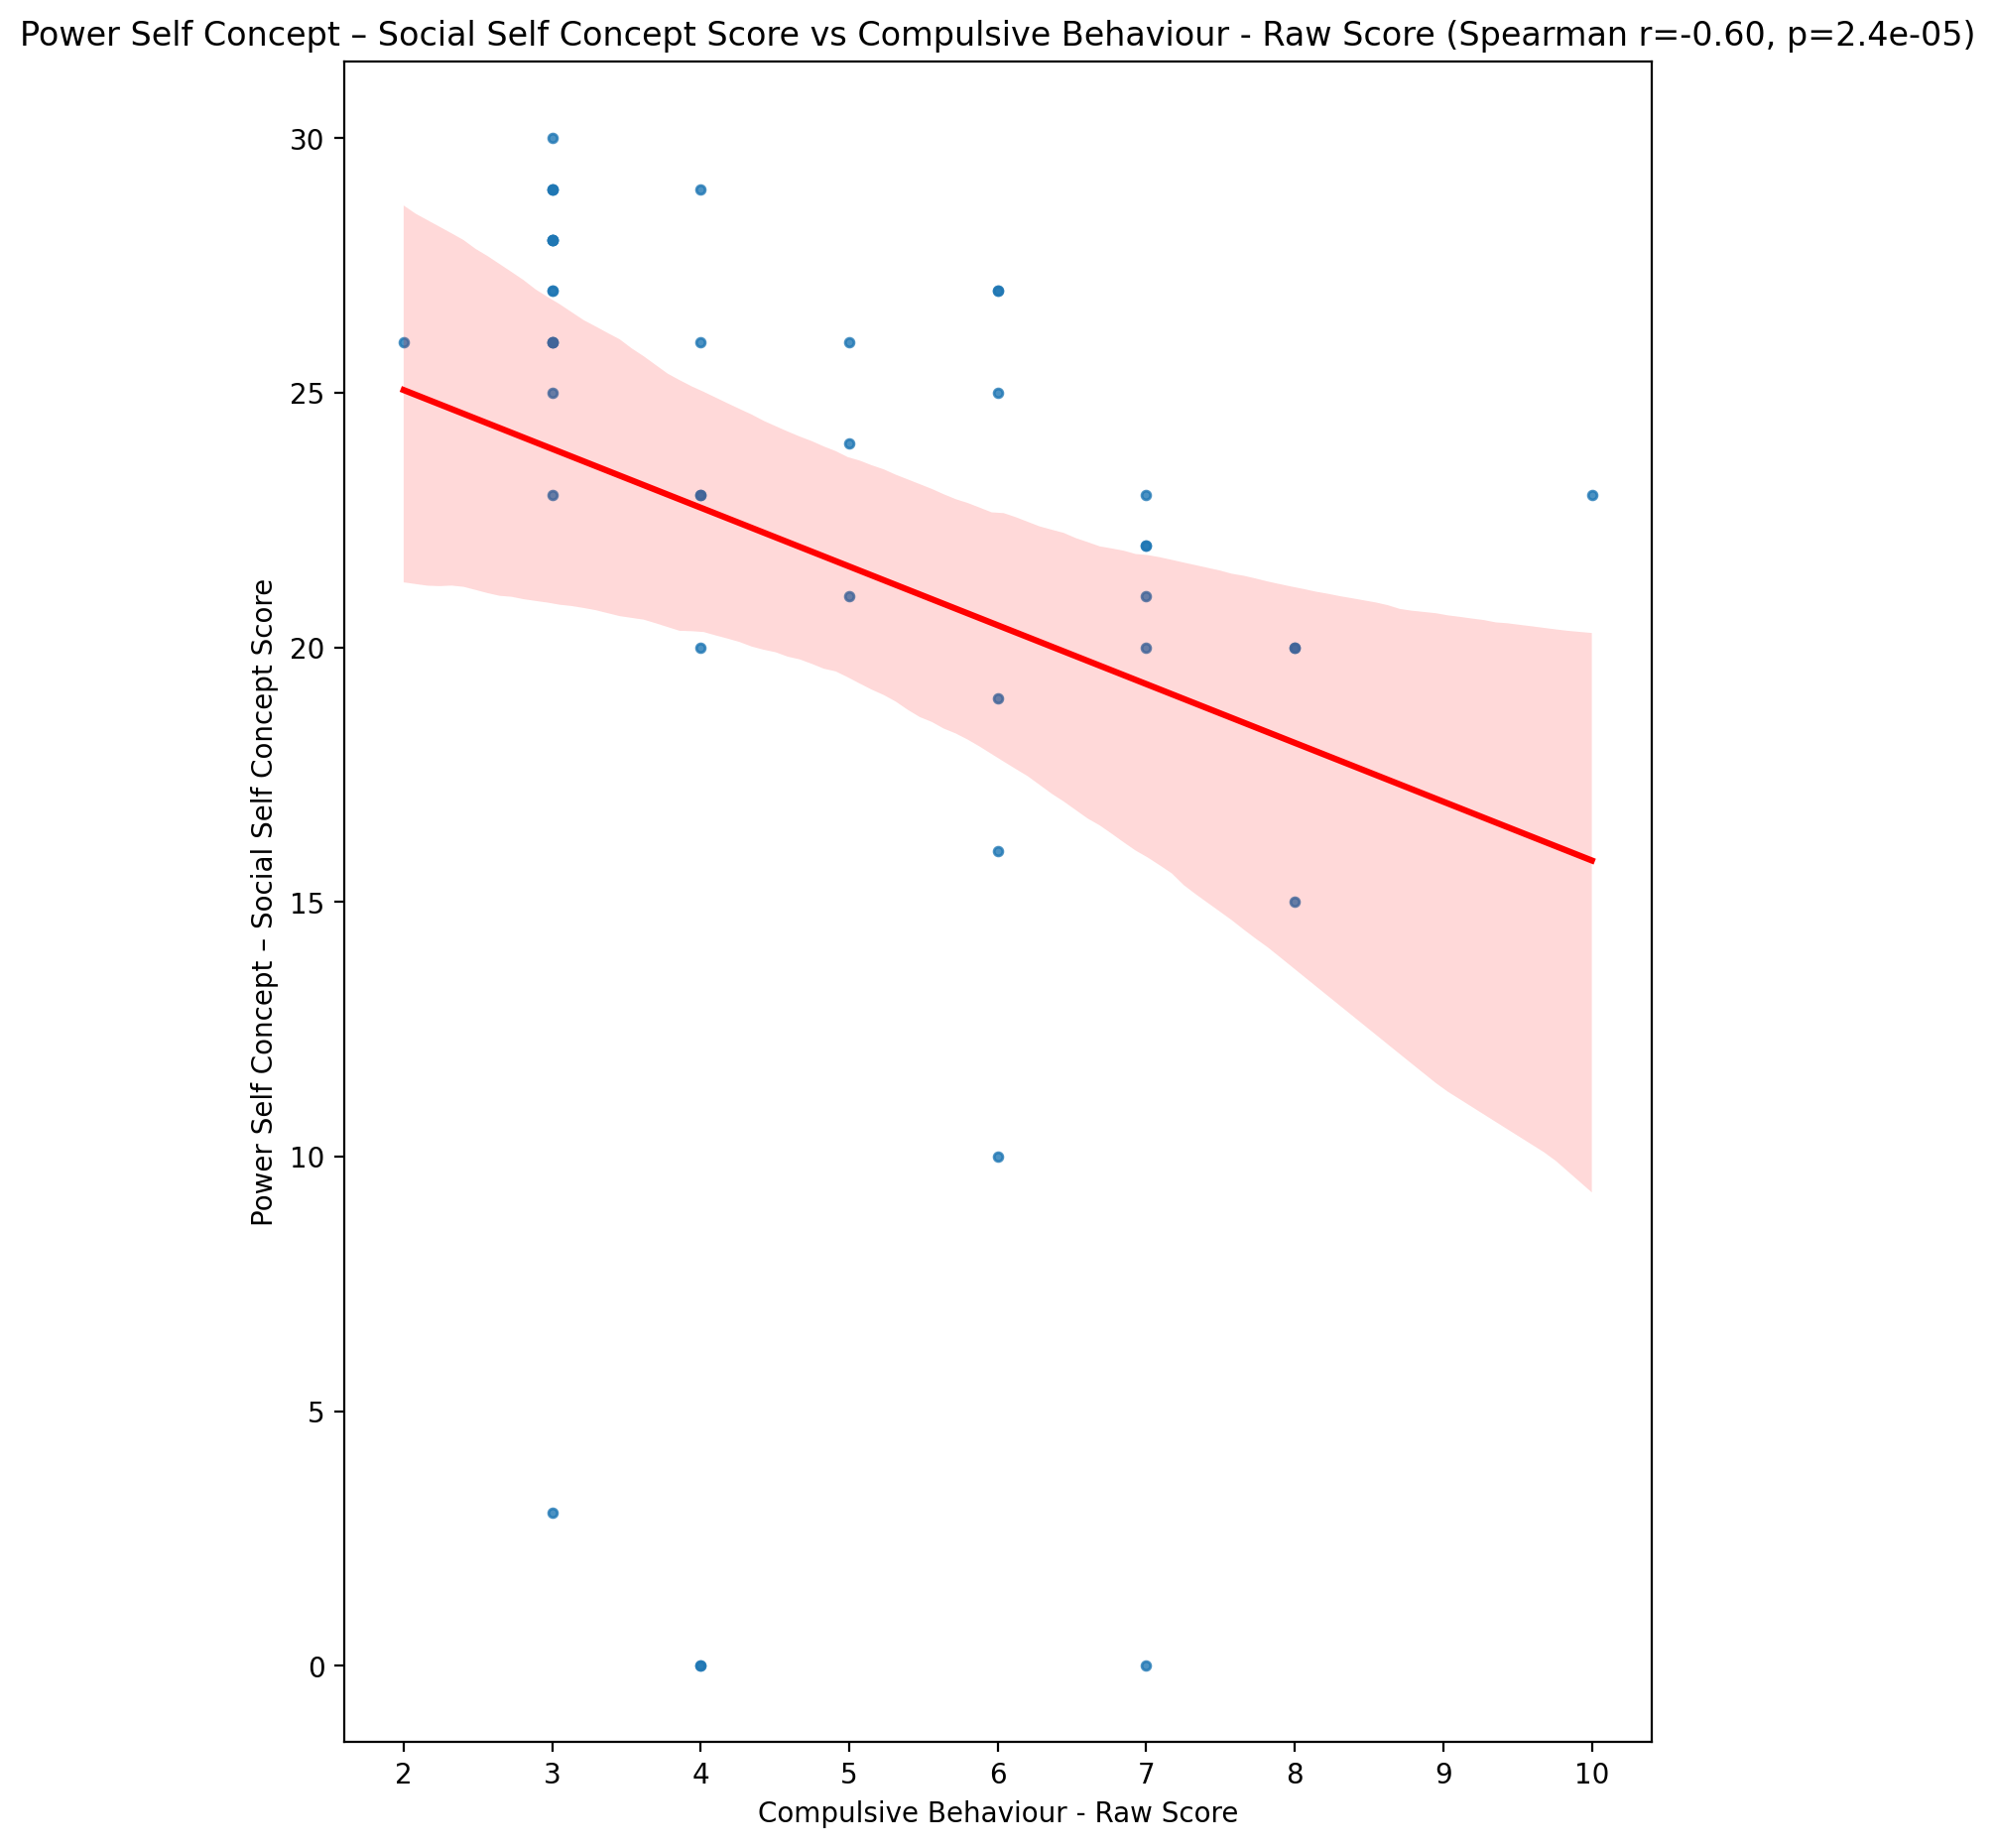 Power Self Concept – Social Self Concept Score vs Compulsive Behaviour - Raw Score (Spearman r=-0.60, p=2.4e-05)
Power Self Concept – Social Self Concept Score
30
25
20
15
10
5
0
2 3 4 5 6 7 8 9 10
Compulsive Behaviour - Raw Score